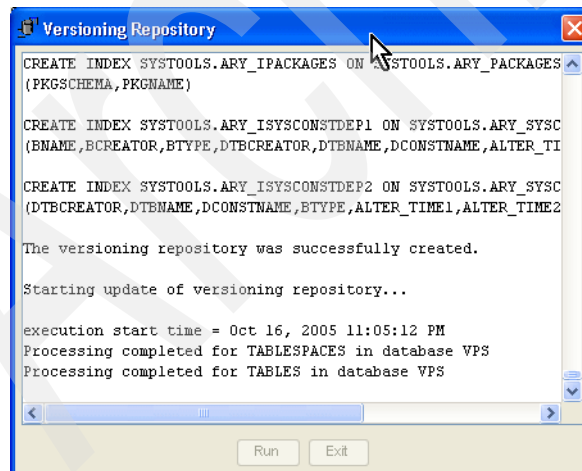 Versioning Repository
CREATE INDEX SYSTOOLS.ARY_IPACKAGES ON SYSTOOLS.ARY_PACKAGES
(PKGSCHEMA,PKGNAME)
CREATE INDEX SYSTOOLS.ARY_ISYSCONSTDEP1 ON SYSTOOLS.ARY_SYSC
(BNAME,BCREATOR,BTYPE,DTBCREATOR,DTBNAME,DCONSTNAME,ALTER_TI
CREATE INDEX SYSTOOLS.ARY_ISYSCONSTDEP2 ON SYSTOOLS.ARY_SYSC
(DTBCREATOR,DTBNAME,DCONSTNAME,BTYPE,ALTER_TIME1,ALTER_TIME2
The versioning repository was successfully created.
Starting update of versioning repository...
execution start time = Oct 16, 2005 11:05:12 PM
Processing completed for TABLESPACES in database VPS
Processing completed for TABLES in database VPS
Run Exit